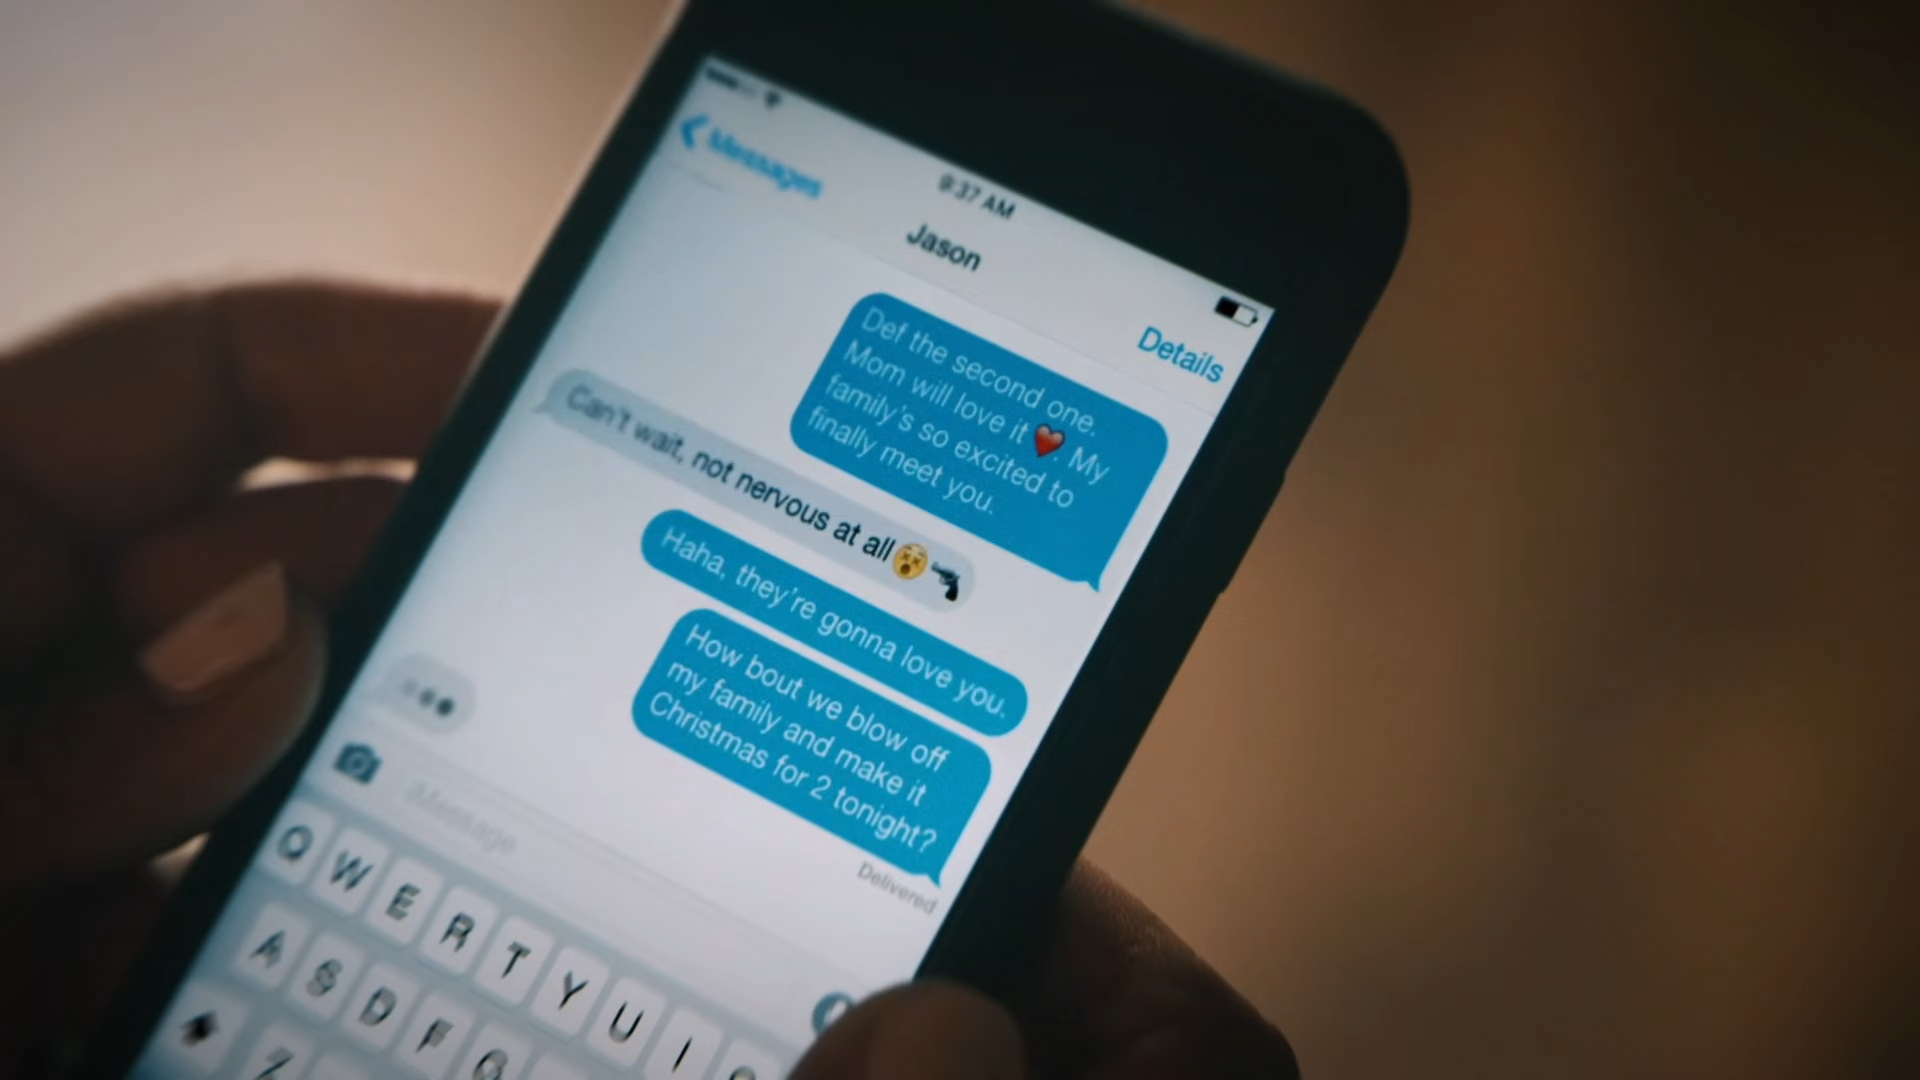 Messages
9:37 AM
Jason
Details
Def the second one.
Mom will love it ❤️. My
family's so excited to
finally meet you.
Can't wait, not nervous at all😵🔫
Haha, they're gonna love you.
How bout we blow off
my family and make it
Christmas for 2 tonight?
Delivered
Message
Q W E R T Y U I
A S D F G
Z